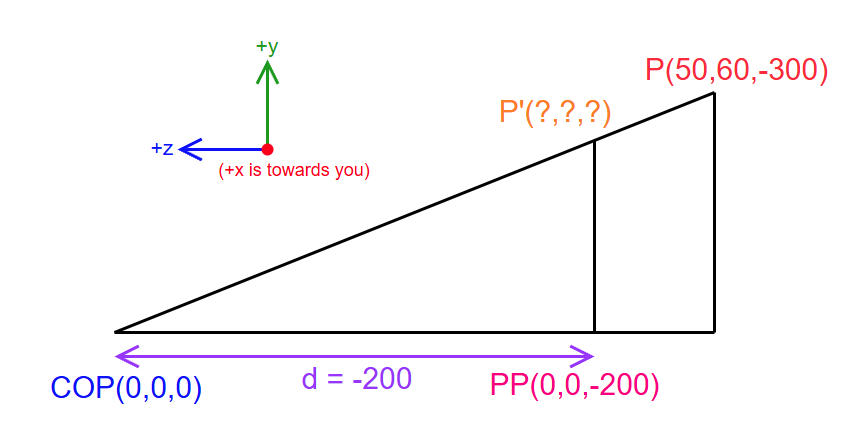 +y
P(50,60,-300)
P'(?,?,?)
+z
(+x is towards you)
d = -200
COP(0,0,0)
PP(0,0,-200)